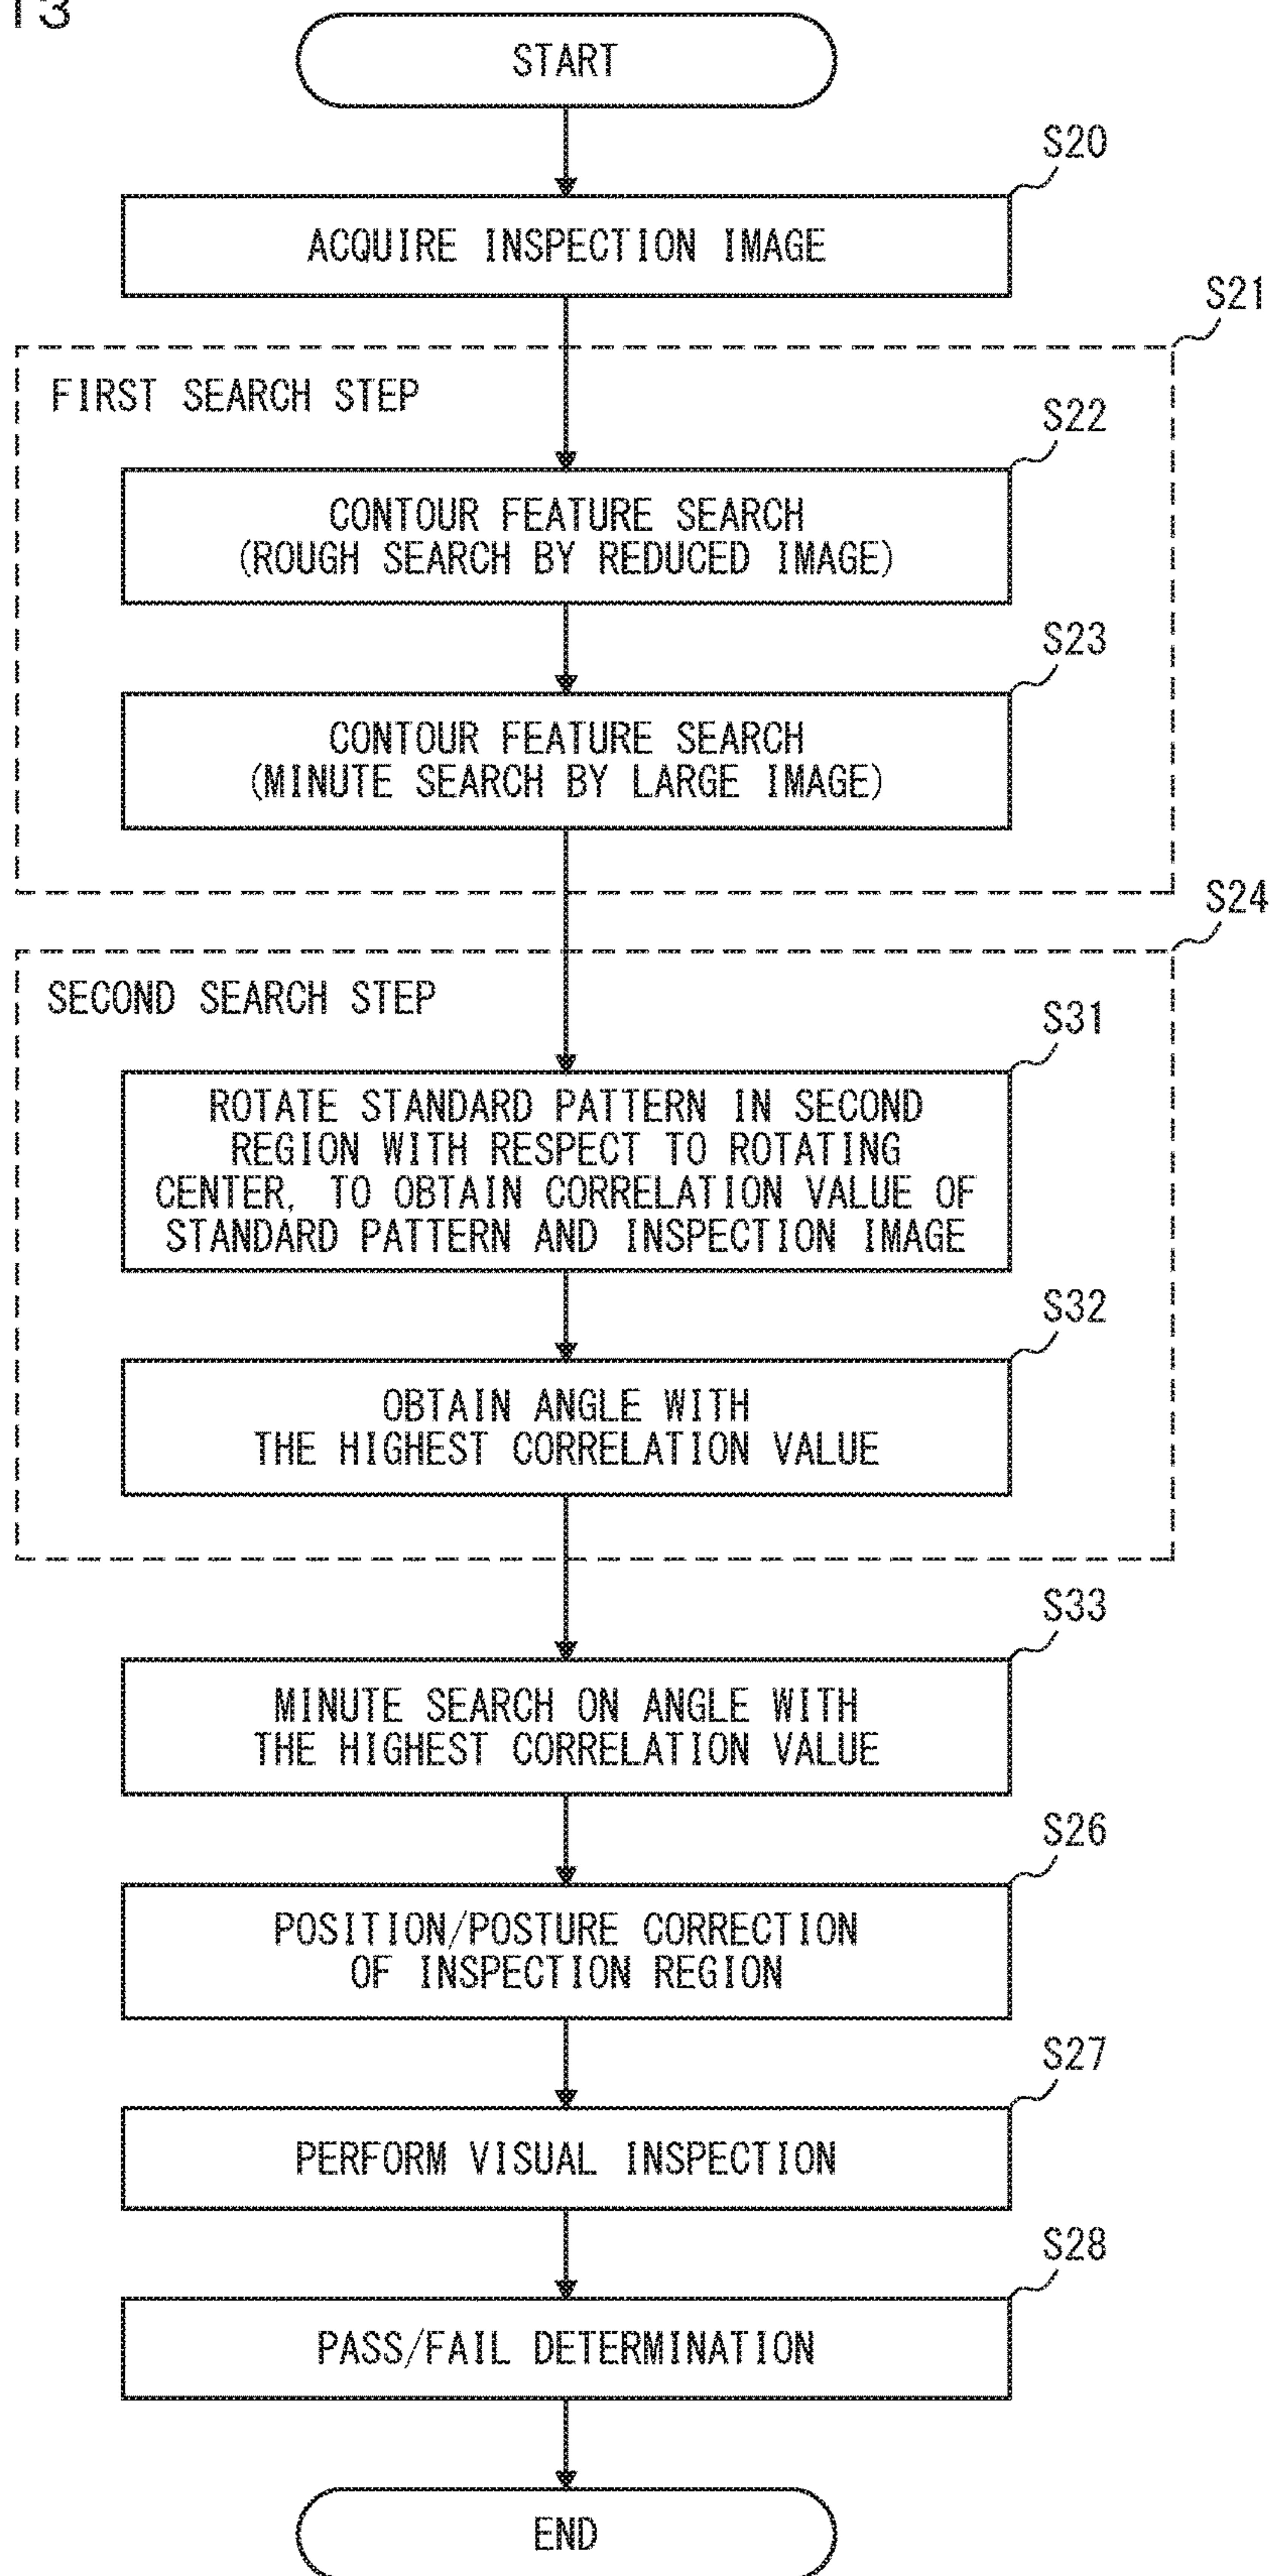 13
START
S20
ACQUIRE INSPECTION IMAGE
S21
FIRST SEARCH STEP
S22
CONTOUR FEATURE SEARCH
(ROUGH SEARCH BY REDUCED IMAGE)
S23
CONTOUR FEATURE SEARCH
(MINUTE SEARCH BY LARGE IMAGE)
S24
SECOND SEARCH STEP
S31
ROTATE STANDARD PATTERN IN SECOND
REGION WITH RESPECT TO ROTATING
CENTER, TO OBTAIN CORRELATION VALUE OF
STANDARD PATTERN AND INSPECTION IMAGE
S32
OBTAIN ANGLE WITH
THE HIGHEST CORRELATION VALUE
S33
MINUTE SEARCH ON ANGLE WITH
THE HIGHEST CORRELATION VALUE
S26
POSITION/POSTURE CORRECTION
OF INSPECTION REGION
S27
PERFORM VISUAL INSPECTION
S28
PASS/FAIL DETERMINATION
END